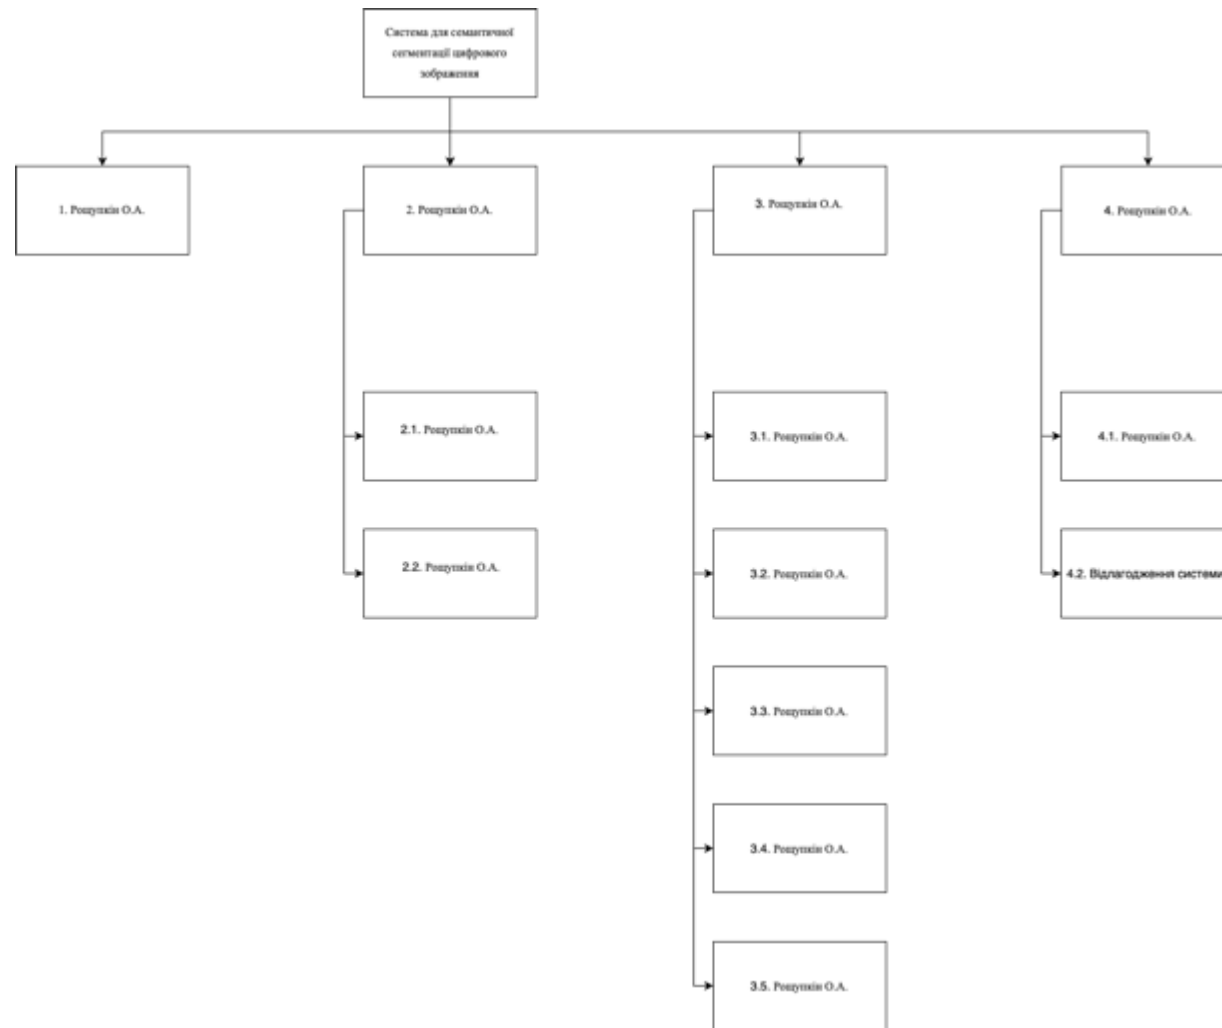 Система для семантичної
сегментації цифрового
зображення
1. Рощупкін О.А.
2. Рощупкін О.А.
3. Рощупкін О.А.
4. Рощупкін О.А.
2.1. Рощупкін О.А.
3.1. Рощупкін О.А.
4.1. Рощупкін О.А.
2.2. Рощупкін О.А.
3.2. Рощупкін О.А.
4.2. Відлагодження системи
3.3. Рощупкін О.А.
3.4. Рощупкін О.А.
3.5. Рощупкін О.А.